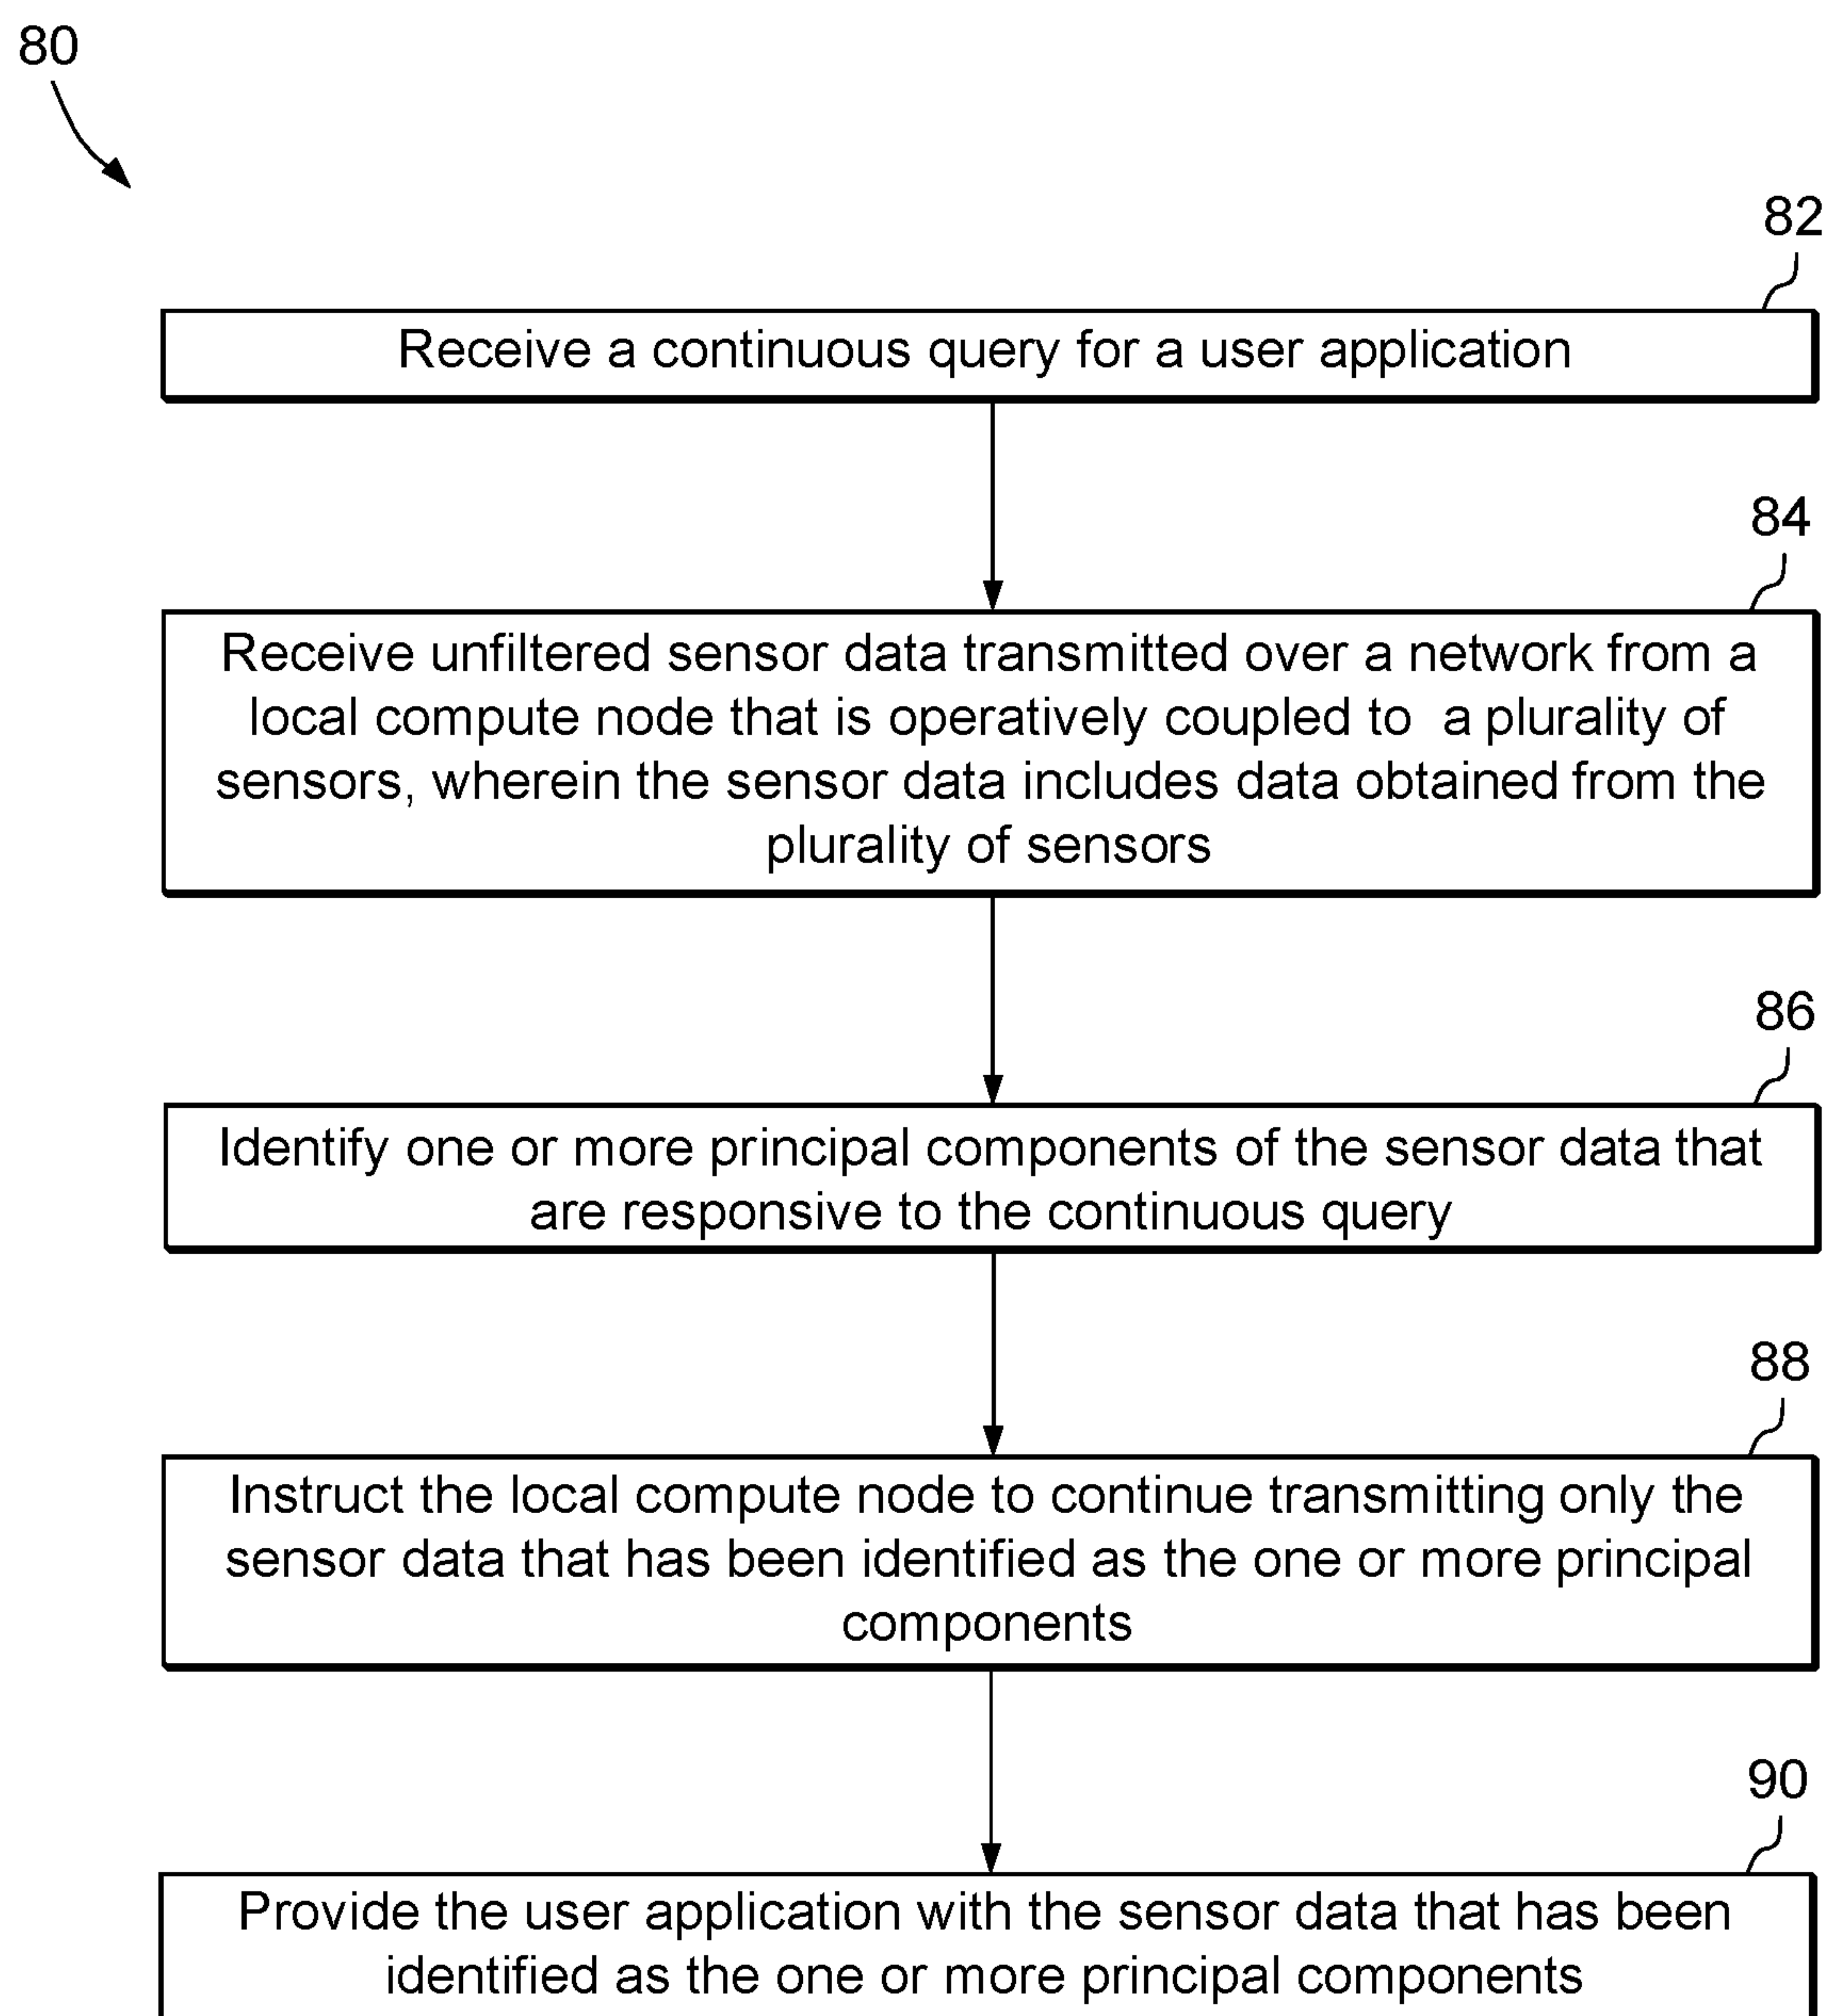 80
82
Receive a continuous query for a user application
84
Receive unfiltered sensor data transmitted over a network from a
local compute node that is operatively coupled to a plurality of
sensors, wherein the sensor data includes data obtained from the
plurality of sensors
86
Identify one or more principal components of the sensor data that
are responsive to the continuous query
88
Instruct the local compute node to continue transmitting only the
sensor data that has been identified as the one or more principal
components
90
Provide the user application with the sensor data that has been
identified as the one or more principal components